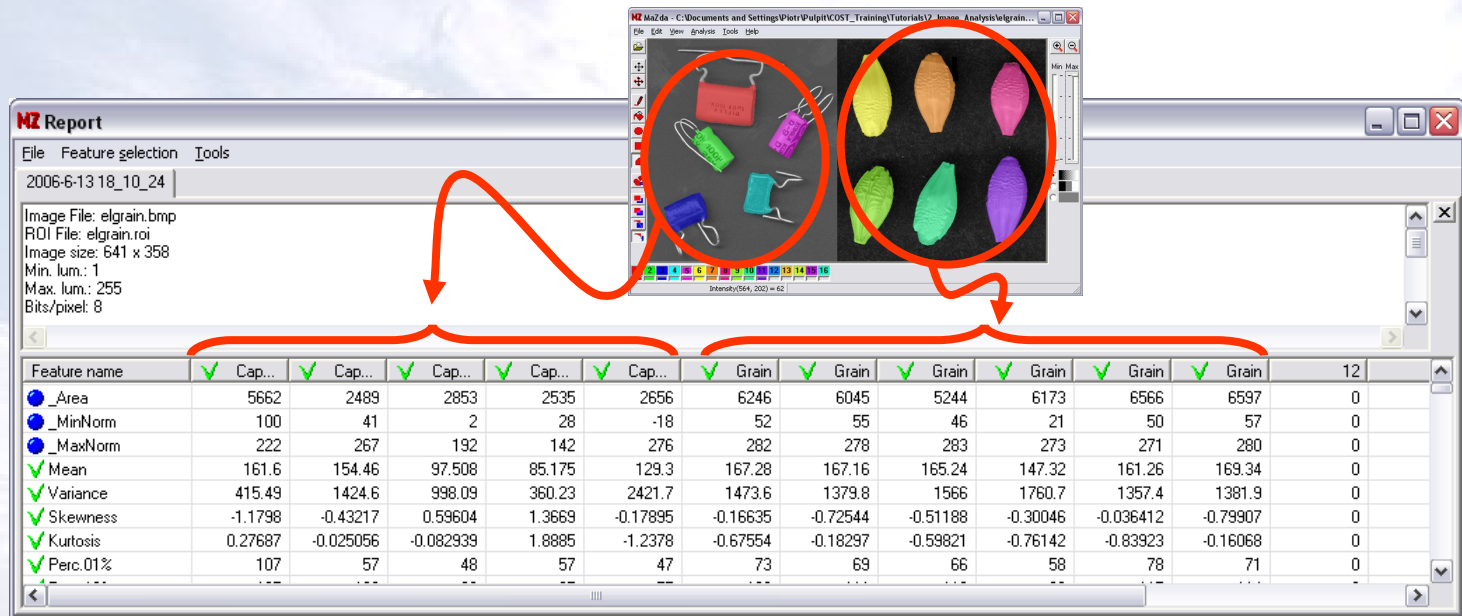 MZ MaZda - C:\Documents and Settings\Piotr\Pulpit\COST_Training\Tutorials\2_Image_Analysis\elgrain...
File Edit View Analysis Tools Help
Min Max
2 3 4 5 6 7 8 9 10 11 12 13 14 15 16
Intensity(564, 202) = 62
MZ Report
File Feature selection Tools
2006-6-13 18_10_24
Image File: elgrain.bmp
ROI File: elgrain.roi
Image size: 641 x 358
Min. lum.: 1
Max. lum.: 255
Bits/pixel: 8
Feature name Cap... Cap... Cap... Cap... Cap... Grain Grain Grain Grain Grain Grain 12
_Area 5662 2489 2853 2535 2656 6246 6045 5244 6173 6566 6597 0
_MinNorm 100 41 2 28 -18 52 55 46 21 50 57 0
_MaxNorm 222 267 192 142 276 282 278 283 273 271 280 0
Mean 161.6 154.46 97.508 85.175 129.3 167.28 167.16 165.24 147.32 161.26 169.34 0
Variance 415.49 1424.6 998.09 360.23 2421.7 1473.6 1379.8 1566 1760.7 1357.4 1381.9 0
Skewness -1.1798 -0.43217 0.59604 1.3669 -0.17895 -0.16635 -0.72544 -0.51188 -0.30046 -0.036412 -0.79907 0
Kurtosis 0.27687 -0.025056 -0.082939 1.8885 -1.2378 -0.67554 -0.18297 -0.59821 -0.76142 -0.83923 -0.16068 0
Perc.01% 107 57 48 57 47 73 69 66 58 78 71 0